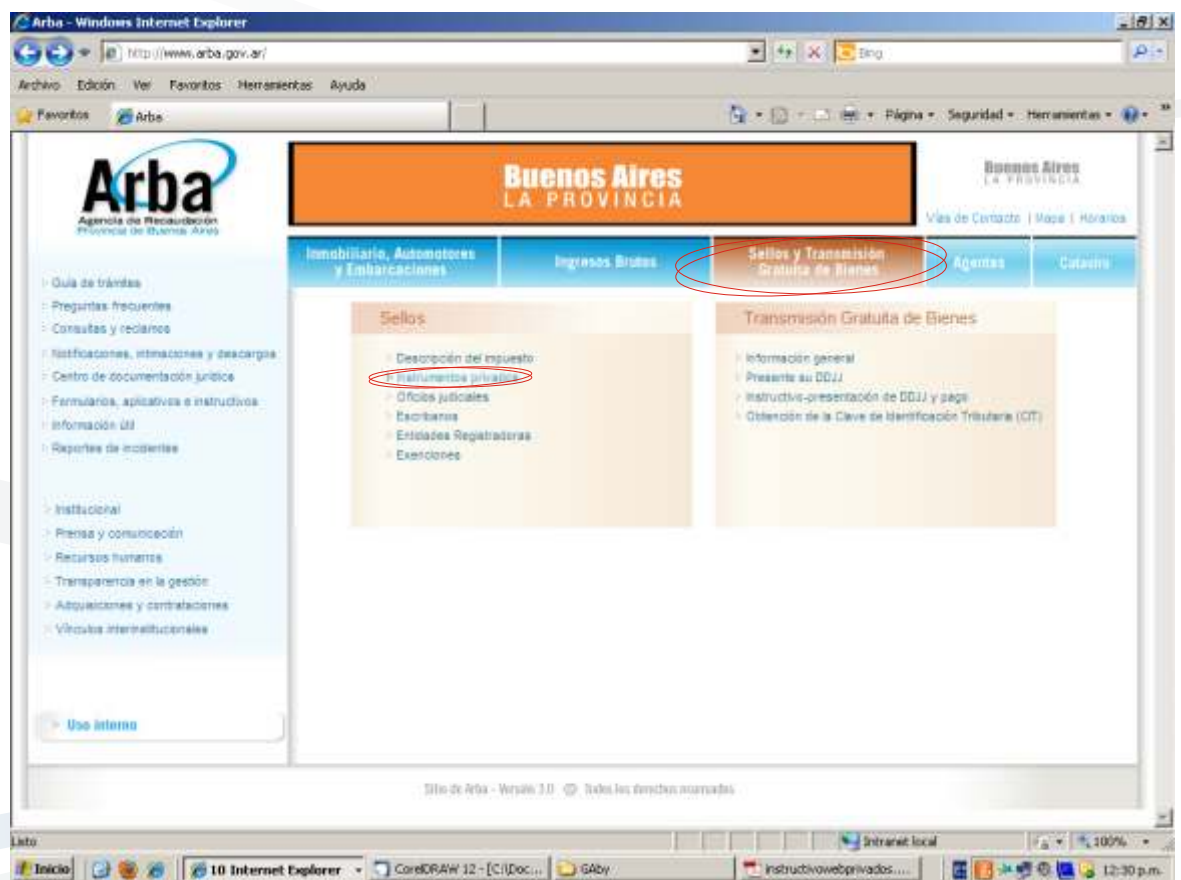 Arba - Windows Internet Explorer
http://www.arba.gov.ar/
Bing
Archivo Edición Ver Favoritos Herramientas Ayuda
Favoritos Arba
Página Seguridad Herramientas
Arba
Agencia de Recaudación
Provincia de Buenos Aires
Buenos Aires
LA PROVINCIA
Buenos Aires
LA PROVINCIA
Vías de Contacto | Mapa | Horarios
Inmobiliario, Automotores
y Embarcaciones
Ingresos Brutos
Sellos y Transmisión
Gratuita de Bienes
Agentes
Catastro
Guía de trámites
Preguntas frecuentes
Consultas y reclamos
Notificaciones, intimaciones y descargos
Centro de documentación jurídica
Formularios, aplicativos e instructivos
Información útil
Reportes de incidentes
Institucional
Prensa y comunicación
Recursos humanos
Transparencia en la gestión
Adquisiciones y contrataciones
Vínculos interinstitucionales
Uso interno
Sellos
Descripción del impuesto
Instrumentos privados
Oficios judiciales
Escribanos
Entidades Registradoras
Exenciones
Transmisión Gratuita de Bienes
Información general
Presente su DDJJ
Instructivo-presentación de DDJJ y pago
Obtención de la Clave de Identificación Tributaria (CIT)
Sitio de Arba - Versión 3.0 © Todos los derechos reservados
Listo
Intranet local
100%
Inicio
10 Internet Explorer
CorelDRAW 12 - [C:\Doc...
GAby
instructivowebprivados....
12:30 p.m.